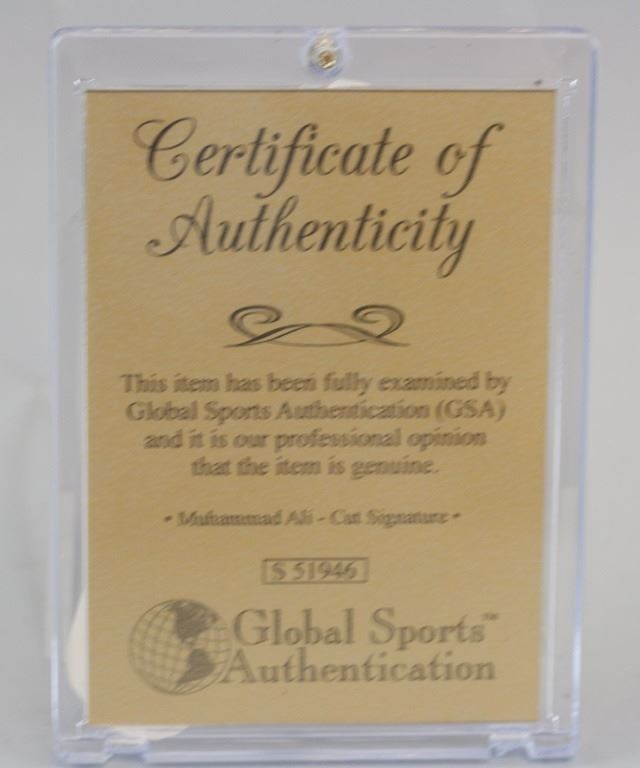 Certificate of
Authenticity
This item has been fully examined by
Global Sports Authentication (GSA)
and it is our professional opinion
that the item is genuine.
• Muhammad Ali - Cut Signature •
S 51946
Global Sports™
Authentication